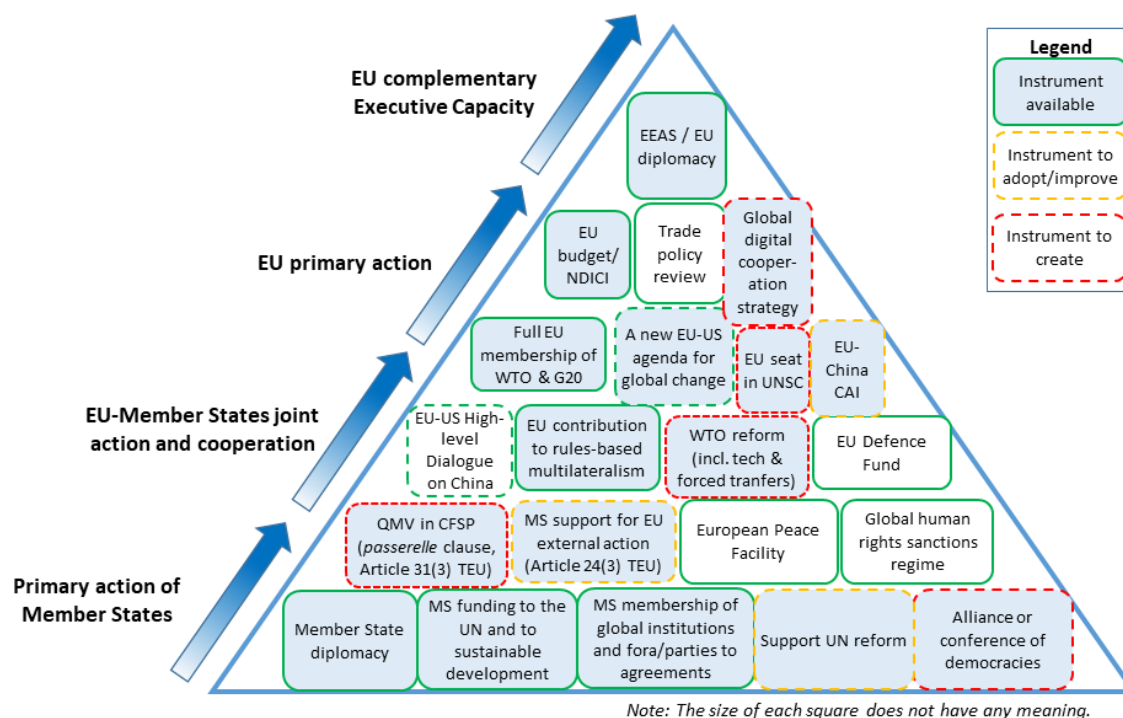 EU complementary
Executive Capacity
EU primary action
EU-Member States joint
action and cooperation
Primary action of
Member States
EEAS / EU
diplomacy
EU
budget/
NDICI
Trade
policy
review
Global
digital
cooper-
ation
strategy
Full EU
membership of
WTO & G20
A new EU-US
agenda for
global change
EU seat
in UNSC
EU-
China
CAI
EU-US High-
level
Dialogue
on China
EU contribution
to rules-based
multilateralism
WTO reform
(incl. tech &
forced tranfers)
EU Defence
Fund
QMV in CFSP
(passerelle clause,
Article 31(3) TEU)
MS support for EU
external action
(Article 24(3) TEU)
European Peace
Facility
Global human
rights sanctions
regime
Member State
diplomacy
MS funding to the
UN and to
sustainable
development
MS membership of
global institutions
and fora/parties to
agreements
Support UN reform
Alliance or
conference of
democracies
Legend
Instrument
available
Instrument to
adopt/improve
Instrument to
create
Note: The size of each square does not have any meaning.